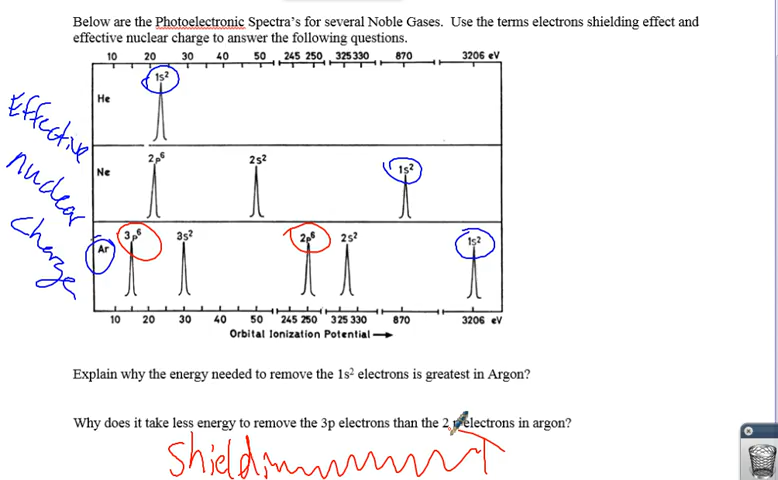 Below are the Photoelectronic Spectra's for several Noble Gases. Use the terms electrons shielding effect and
effective nuclear charge to answer the following questions.
10 20 30 40 50 245 250 325 330 870 3206 eV
1s²
He
2p⁶ 2s² 1s²
Ne
3p⁶ 3s² 2p⁶ 2s² 1s²
Ar
10 20 30 40 50 245 250 325 330 870 3206 eV
Orbital Ionization Potential →
Effective
nuclear
charge
Explain why the energy needed to remove the 1s² electrons is greatest in Argon?
Why does it take less energy to remove the 3p electrons than the 2 electrons in argon?